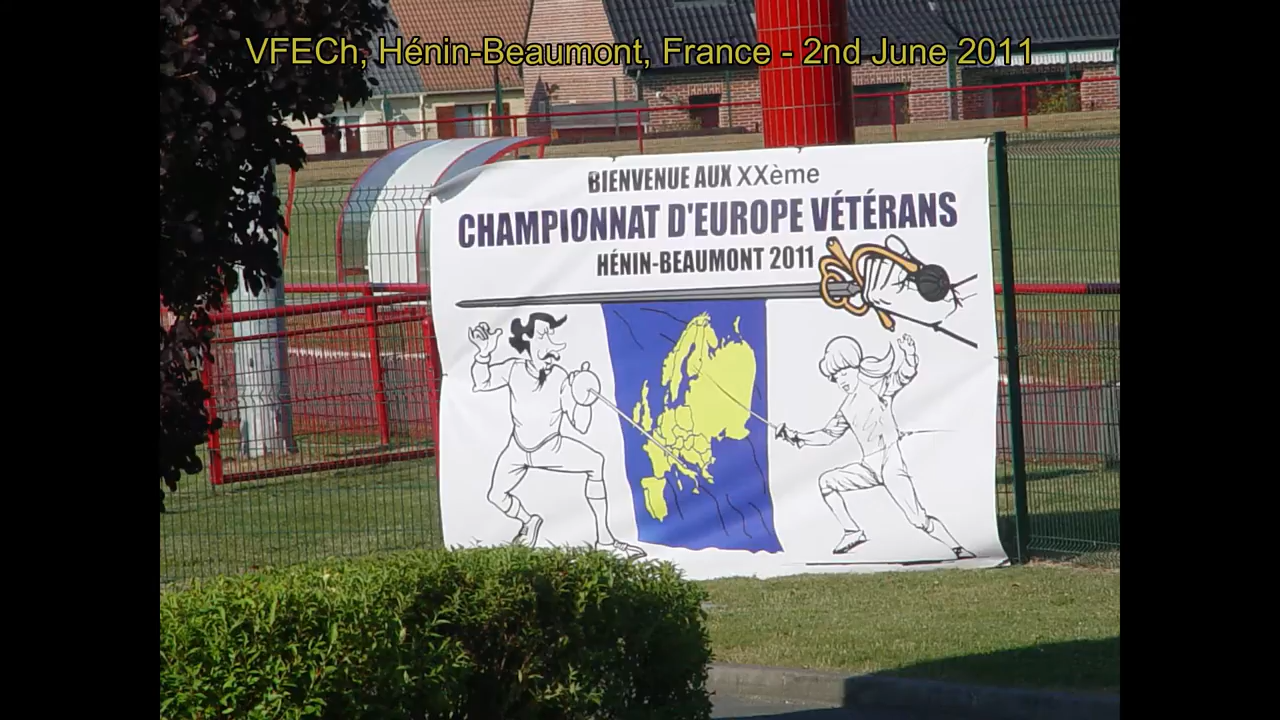 VFECh, Hénin-Beaumont, France - 2nd June 2011
BIENVENUE AUX XXème
CHAMPIONNAT D'EUROPE VÉTÉRANS
HÉNIN-BEAUMONT 2011